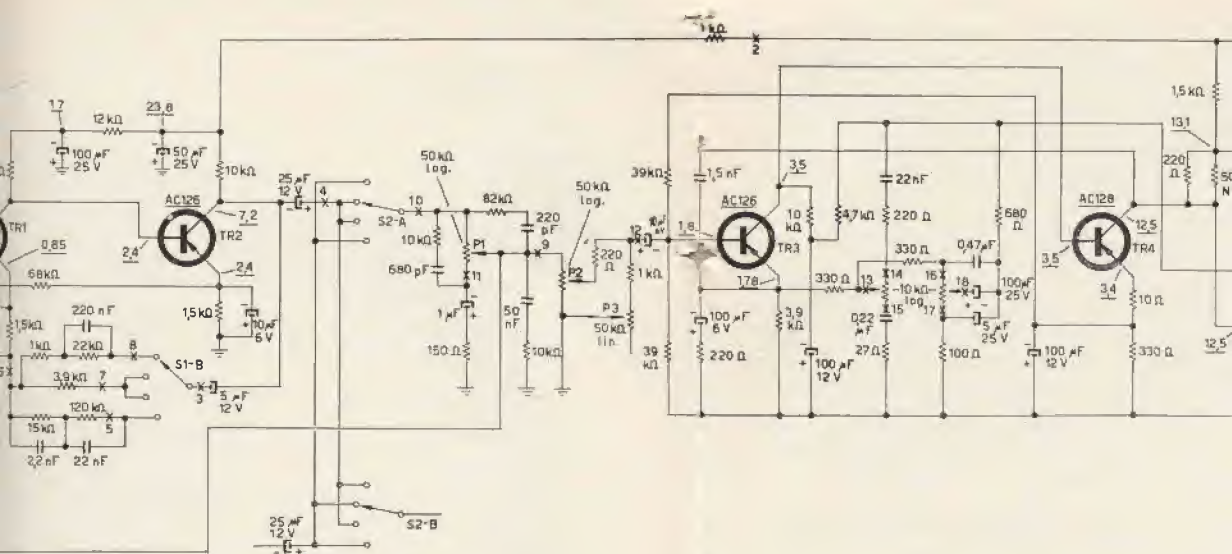 1 kΩ
2
1,7
12 kΩ
23,8
100 µF
25 V
50 µF
25 V
10 kΩ
1,5 kΩ
13,1
220
Ω
25 µF
12 V
4
50 kΩ
log.
S2-A
10
82 kΩ
220
pF
9
10 kΩ
680 pF
P1
11
1 µF
150 Ω
50
nF
10 kΩ
50 kΩ
log.
P2
220
Ω
P3
50 kΩ
lin.
1 kΩ
12
39 kΩ
39
kΩ
1,5 nF
3,5
AC126
TR3
1,8
1,78
10
kΩ
4,7 kΩ
22 nF
220 Ω
680
Ω
330 Ω
0,47 µF
330 Ω
13
14
10 kΩ
log.
15
16
17
18
100 µF
25 V
5 µF
25 V
0,22
µF
27 Ω
100 Ω
100 µF
6 V
220 Ω
3,9
kΩ
100 µF
12 V
100 µF
12 V
AC128
TR4
12,5
3,5
3,4
10 Ω
330 Ω
12,5
TR1
0,85
2,4
AC126
7,2
TR2
2,4
68 kΩ
1,5 kΩ
10 µF
6 V
1,5 kΩ
220 nF
1 kΩ
22 kΩ
8
S1-B
3,9 kΩ
7
3
5 µF
12 V
120 kΩ
15 kΩ
5
2,2 nF
22 nF
25 µF
12 V
S2-B